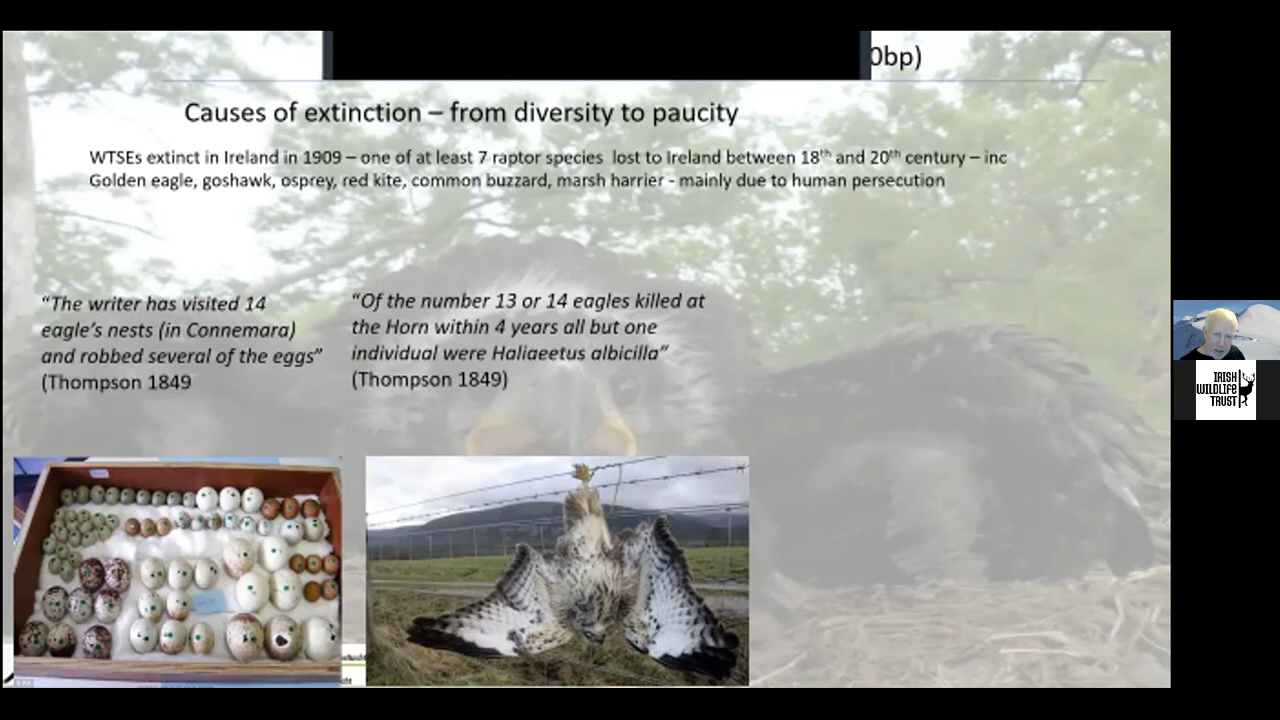 0bp)
Causes of extinction – from diversity to paucity
WTSEs extinct in Ireland in 1909 – one of at least 7 raptor species lost to Ireland between 18th and 20th century – inc
Golden eagle, goshawk, osprey, red kite, common buzzard, marsh harrier - mainly due to human persecution
“The writer has visited 14
eagle’s nests (in Connemara)
and robbed several of the eggs”
(Thompson 1849
“Of the number 13 or 14 eagles killed at
the Horn within 4 years all but one
individual were Haliaeetus albicilla”
(Thompson 1849)
IRISH
WILDLIFE
TRUST